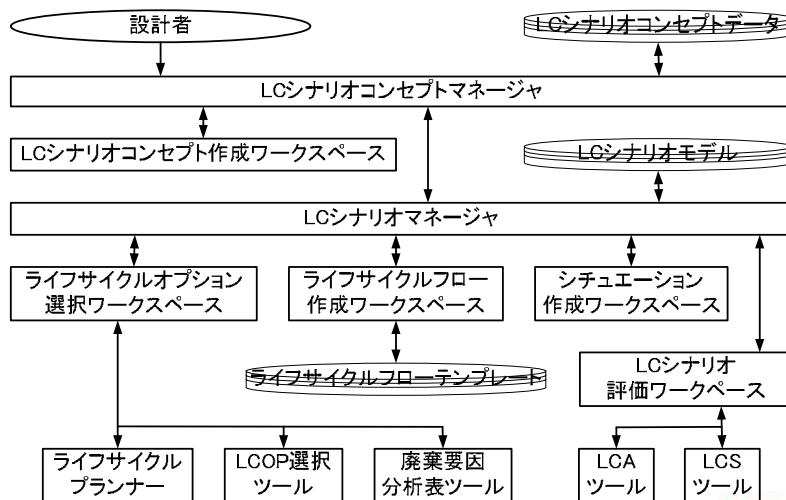 設計者
LCシナリオコンセプトデータ
LCシナリオコンセプトマネージャ
LCシナリオコンセプト作成ワークスペース
LCシナリオモデル
LCシナリオマネージャ
ライフサイクルオプション
選択ワークスペース
ライフサイクルフロー
作成ワークスペース
シチュエーション
作成ワークスペース
ライフサイクルフローテンプレート
LCシナリオ
評価ワークペース
ライフサイクル
プランナー
LCOP選択
ツール
廃棄要因
分析表ツール
LCA
ツール
LCS
ツール